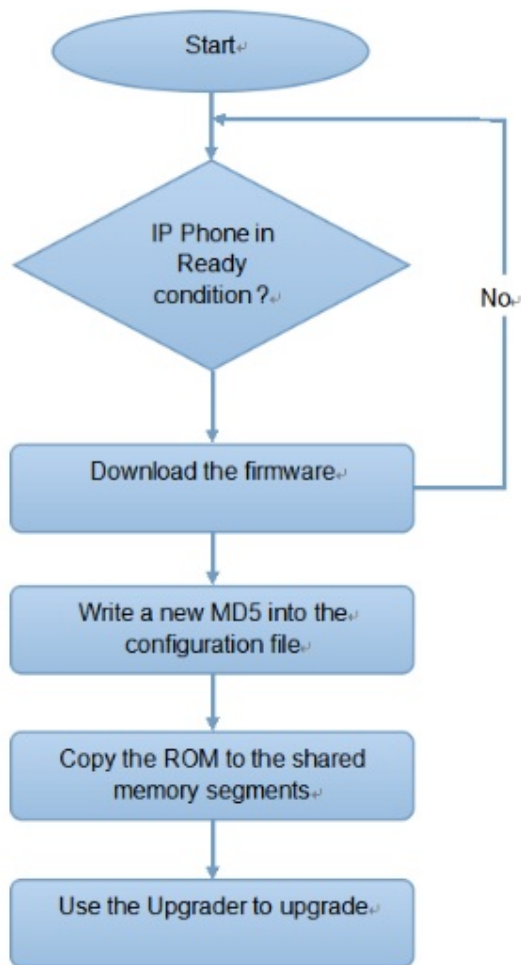 Start
IP Phone in
Ready
condition ?
No
Download the firmware
Write a new MD5 into the
configuration file
Copy the ROM to the shared
memory segments
Use the Upgrader to upgrade